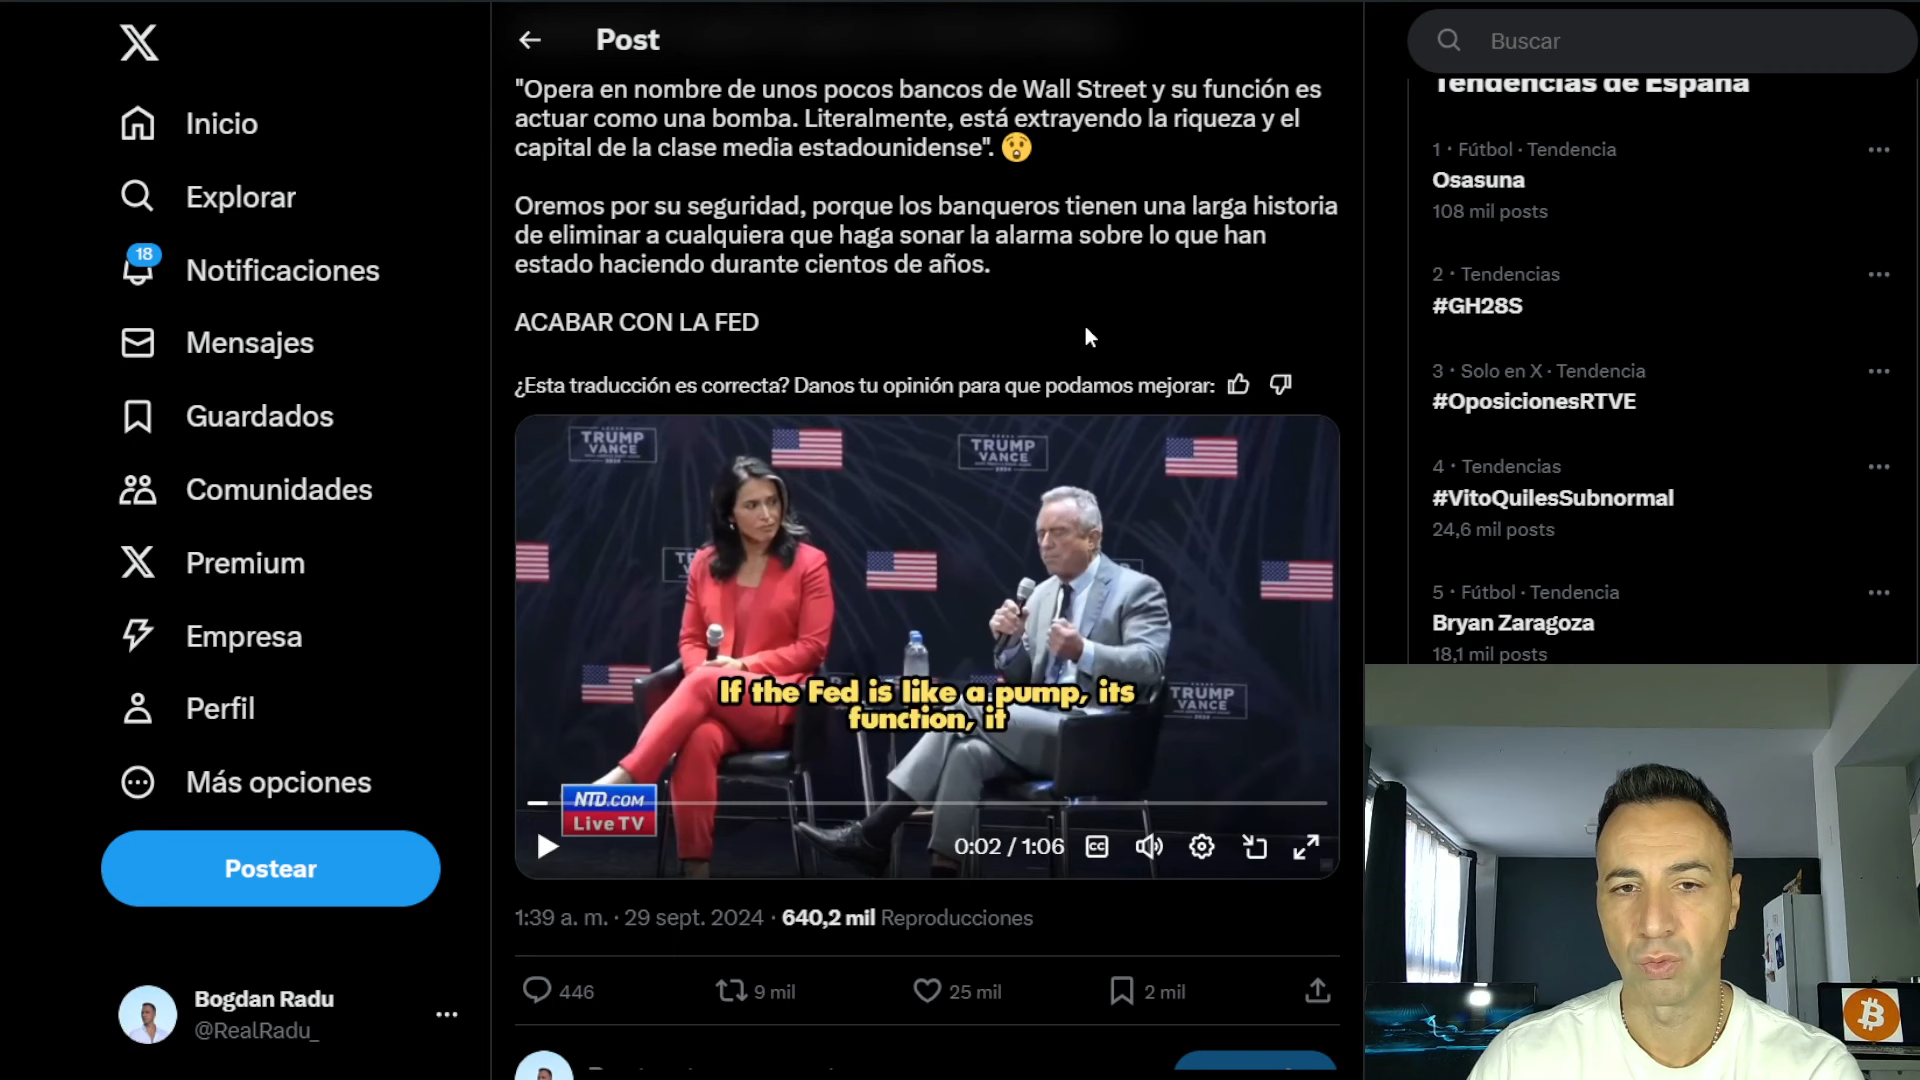 Inicio
Explorar
18
Notificaciones
Mensajes
Guardados
Comunidades
Premium
Empresa
Perfil
Más opciones
Postear
Bogdan Radu
@RealRadu_
Post
"Opera en nombre de unos pocos bancos de Wall Street y su función es
actuar como una bomba. Literalmente, está extrayendo la riqueza y el
capital de la clase media estadounidense". 😲
Oremos por su seguridad, porque los banqueros tienen una larga historia
de eliminar a cualquiera que haga sonar la alarma sobre lo que han
estado haciendo durante cientos de años.
ACABAR CON LA FED
¿Esta traducción es correcta? Danos tu opinión para que podamos mejorar:
TRUMP
VANCE
TRUMP
VANCE
TRUMP
VANCE
If the Fed is like a pump, its
function, it
NTD.COM
Live TV
0:02 / 1:06
CC
1:39 a. m. · 29 sept. 2024 · 640,2 mil Reproducciones
446
9 mil
25 mil
2 mil
Buscar
Tendencias de España
1 · Fútbol · Tendencia
Osasuna
108 mil posts
2 · Tendencias
#GH28S
3 · Solo en X · Tendencia
#OposicionesRTVE
4 · Tendencias
#VitoQuilesSubnormal
24,6 mil posts
5 · Fútbol · Tendencia
Bryan Zaragoza
18,1 mil posts